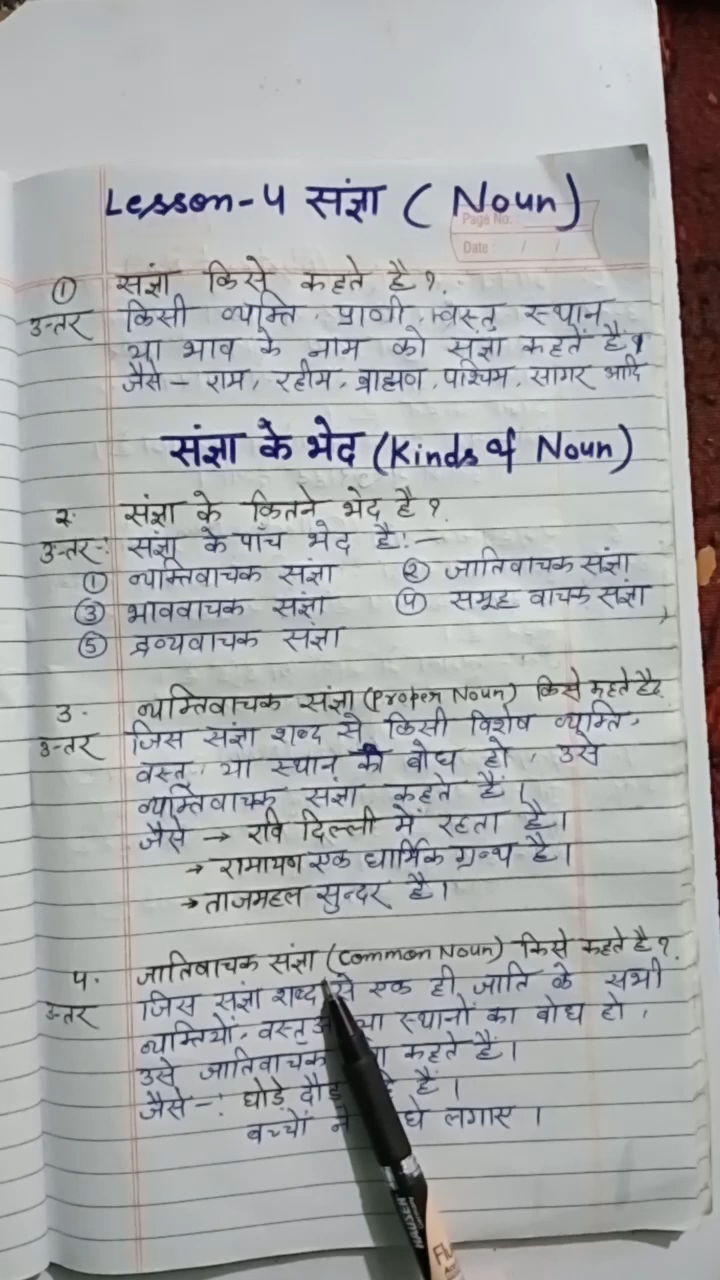 Lesson-4 संज्ञा ( Noun)
Page No.:
Date : / /
① संज्ञा किसे कहते है ?
उत्तर किसी व्यक्ति, प्राणी, वस्तु, स्थान
या भाव के नाम को संज्ञा कहते है।
जैसे - राम, रहीम, ब्राह्मण, पश्चिम, सागर आदि
संज्ञा के भेद (Kinds of Noun)
२. संज्ञा के कितने भेद है ?
उत्तर-: संज्ञा के पाँच भेद है:-
① व्यक्तिवाचक संज्ञा ② जातिवाचक संज्ञा
③ भाववाचक संज्ञा ④ समूह वाचक संज्ञा
⑤ द्रव्यवाचक संज्ञा
३. व्यक्तिवाचक संज्ञा (Proper Noun) किसे कहते है ?
उत्तर जिस संज्ञा शब्द से किसी विशेष व्यक्ति,
वस्तु, या स्थान का बोध हो, उसे
व्यक्तिवाचक संज्ञा कहते हैं।
जैसे → रवि दिल्ली में रहता है।
→ रामायण एक धार्मिक ग्रन्थ है।
→ ताजमहल सुन्दर है।
4. जातिवाचक संज्ञा (Common Noun) किसे कहते है ?
उत्तर जिस संज्ञा शब्द से एक ही जाति के सभी
व्यक्तियों, वस्तुओं या स्थानों का बोध हो,
उसे जातिवाचक कहते हैं।
जैसे -: घोड़े दौड़ हैं।
बच्चों ने लगाए।